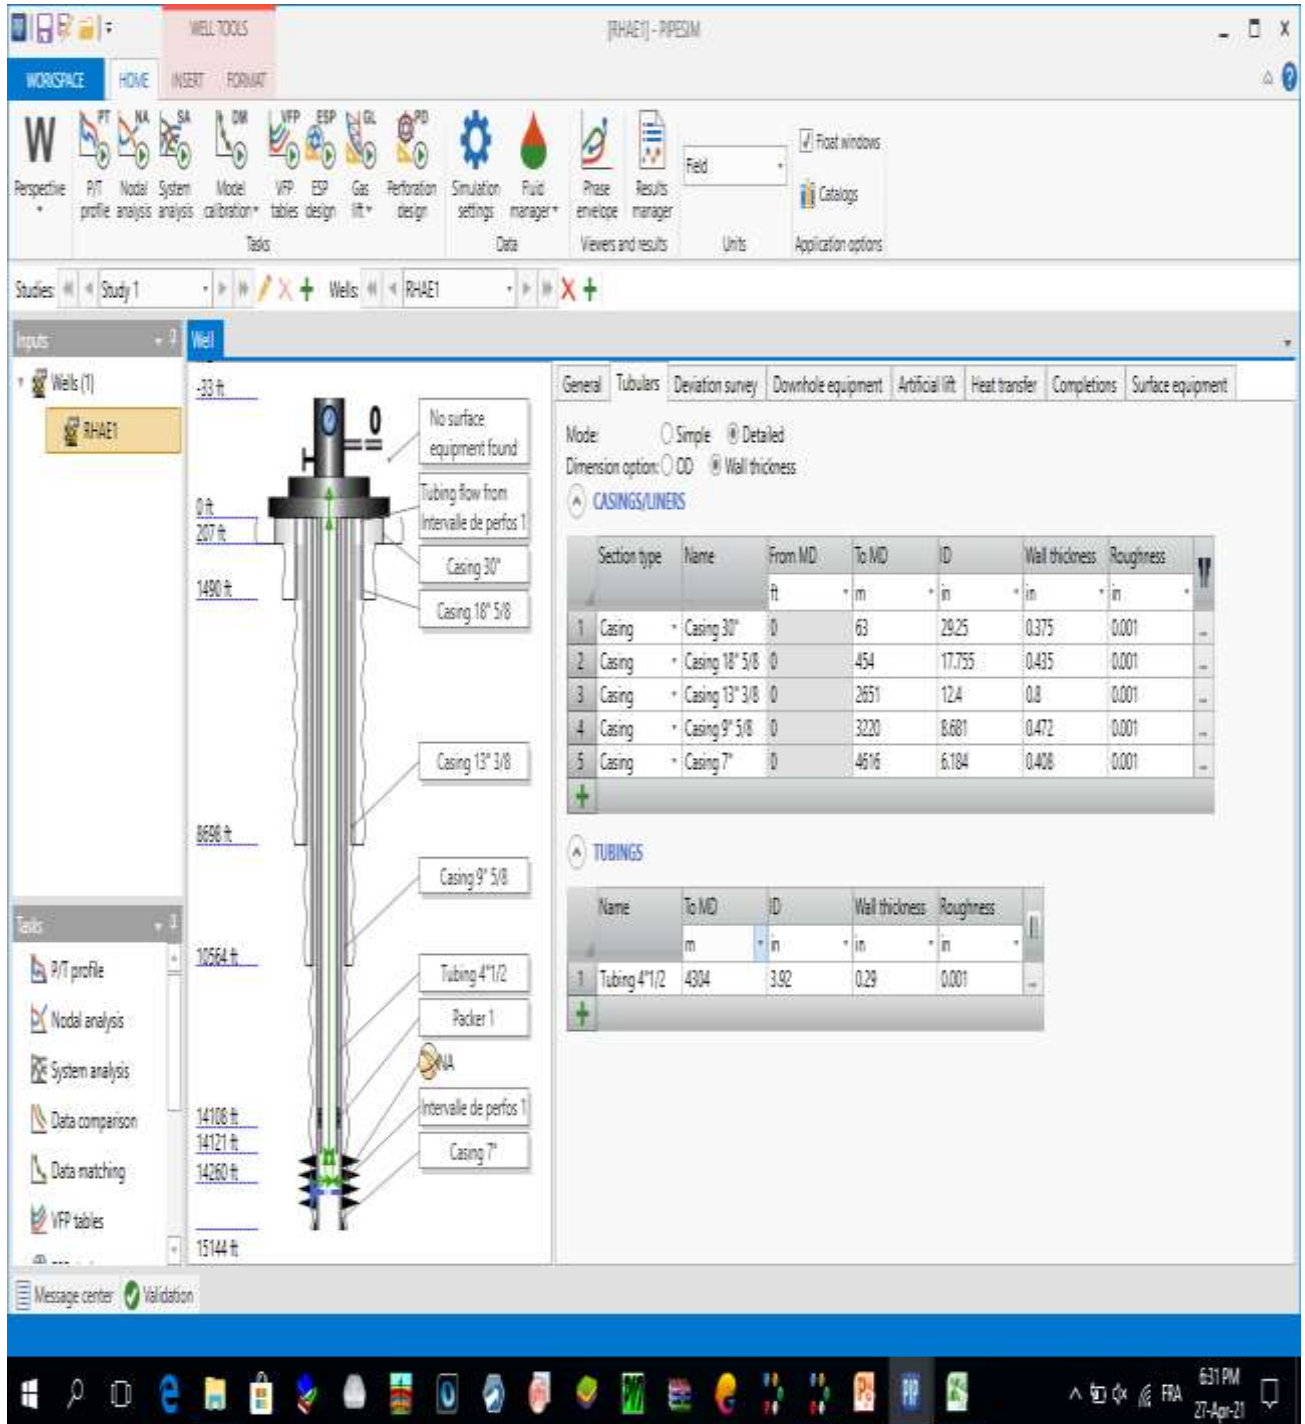 WELL TOOLS
[RHAE1] - PIPESIM
WORKSPACE HOME INSERT FORMAT
W PT NA SA DM VFP ESP GL PD
Perspective P/T profile Nodal analysis System analysis Model calibration VFP tables ESP design Gas lift Perforation design Simulation settings Fluid manager Phase envelope Results manager
Field
Float windows
Catalogs
Tasks Data Viewers and results Units Application options
Studies: Study 1 Wells: RHAE1
Inputs
Wells (1)
RHAE1
Tasks
P/T profile
Nodal analysis
System analysis
Data comparison
Data matching
VFP tables
Well
-33 ft
0 ft
207 ft
1490 ft
8698 ft
10564 ft
14108 ft
14121 ft
14260 ft
15144 ft
No surface
equipment found
Tubing flow from
Intervalle de perfos 1
Casing 30"
Casing 18" 5/8
Casing 13" 3/8
Casing 9" 5/8
Tubing 4"1/2
Packer 1
NA
Intervalle de perfos 1
Casing 7"
General Tubulars Deviation survey Downhole equipment Artificial lift Heat transfer Completions Surface equipment
Mode: Simple Detailed
Dimension option: OD Wall thickness
CASINGS/LINERS
Section type Name From MD To MD ID Wall thickness Roughness
ft m in in in
1 Casing Casing 30" 0 63 29.25 0.375 0.001 ...
2 Casing Casing 18" 5/8 0 454 17.755 0.435 0.001 ...
3 Casing Casing 13" 3/8 0 2651 12.4 0.8 0.001 ...
4 Casing Casing 9" 5/8 0 3220 8.681 0.472 0.001 ...
5 Casing Casing 7" 0 4616 6.184 0.408 0.001 ...
TUBINGS
Name To MD ID Wall thickness Roughness
m in in in
1 Tubing 4"1/2 4304 3.92 0.29 0.001 ...
Message center Validation
PIP
FRA
6:31 PM
27-Apr-21